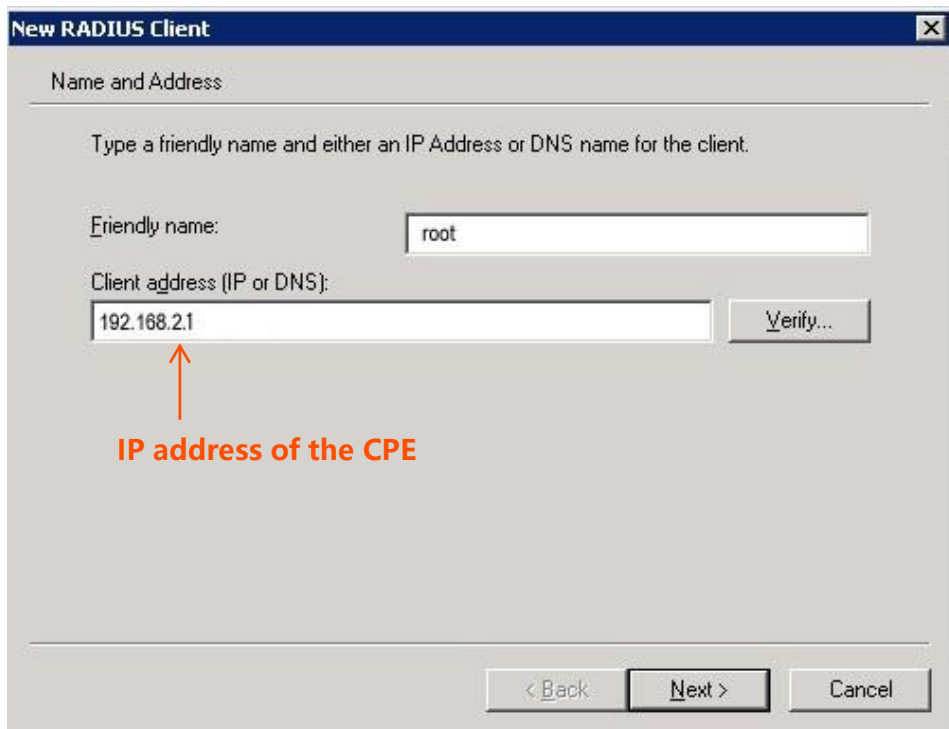 New RADIUS Client
Name and Address
Type a friendly name and either an IP Address or DNS name for the client.
Friendly name:
root
Client address (IP or DNS):
192.168.2.1
Verify...
IP address of the CPE
< Back
Next >
Cancel